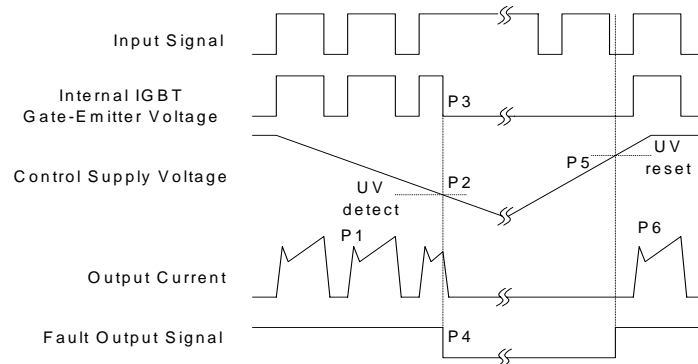 Input Signal
Internal IGBT
Gate-Emitter Voltage
P3
Control Supply Voltage
UV
detect
P2
P5
UV
reset
P1
P6
Output Current
Fault Output Signal
P4